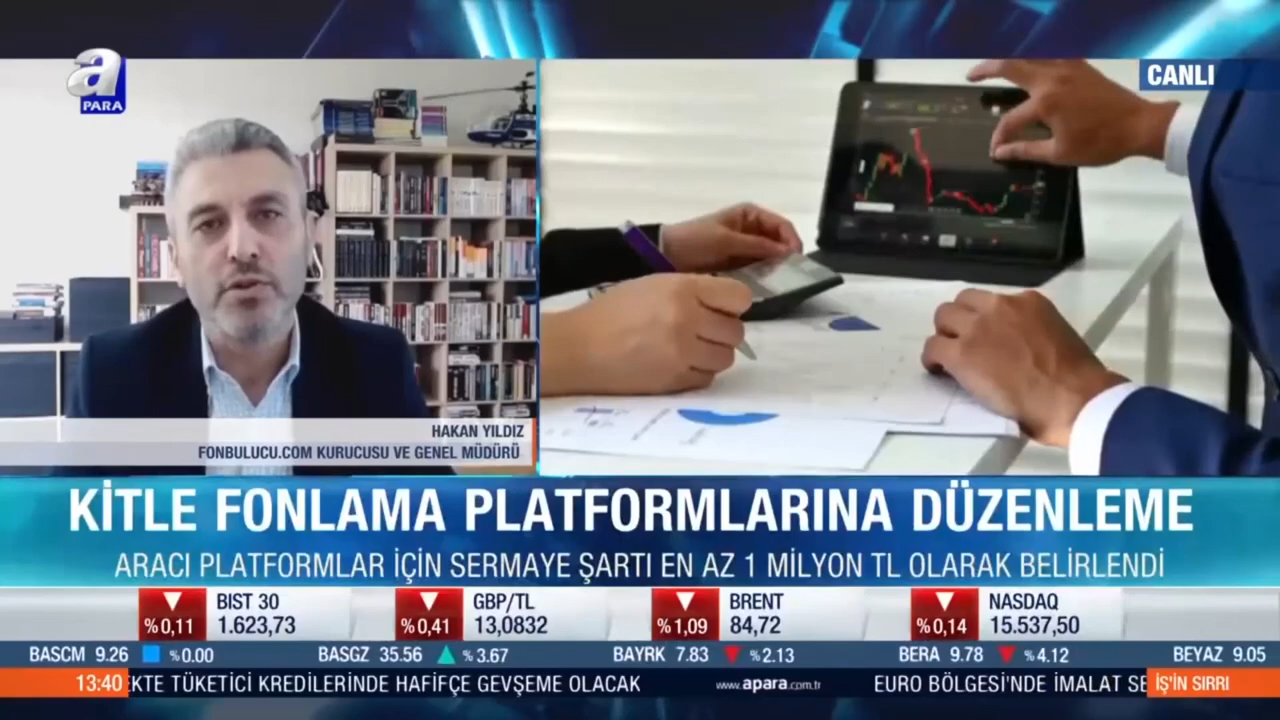 a
PARA
CANLI
HAKAN YILDIZ
FONBULUCU.COM KURUCUSU VE GENEL MÜDÜRÜ
KİTLE FONLAMA PLATFORMLARINA DÜZENLEME
ARACI PLATFORMLAR İÇİN SERMAYE ŞARTI EN AZ 1 MİLYON TL OLARAK BELİRLENDİ
%0,11 BIST 30 1.623,73
%0,41 GBP/TL 13,0832
%1,09 BRENT 84,72
%0,14 NASDAQ 15.537,50
BASCM 9.26 %0.00 BASGZ 35.56 %3.67 BAYRK 7.83 %2.13 BERA 9.78 %4.12 BEYAZ 9.05
13:40 EKTE TÜKETİCİ KREDİLERİNDE HAFİFÇE GEVŞEME OLACAK www.apara.com.tr EURO BÖLGESİ'NDE İMALAT SE İŞ'İN SIRRI